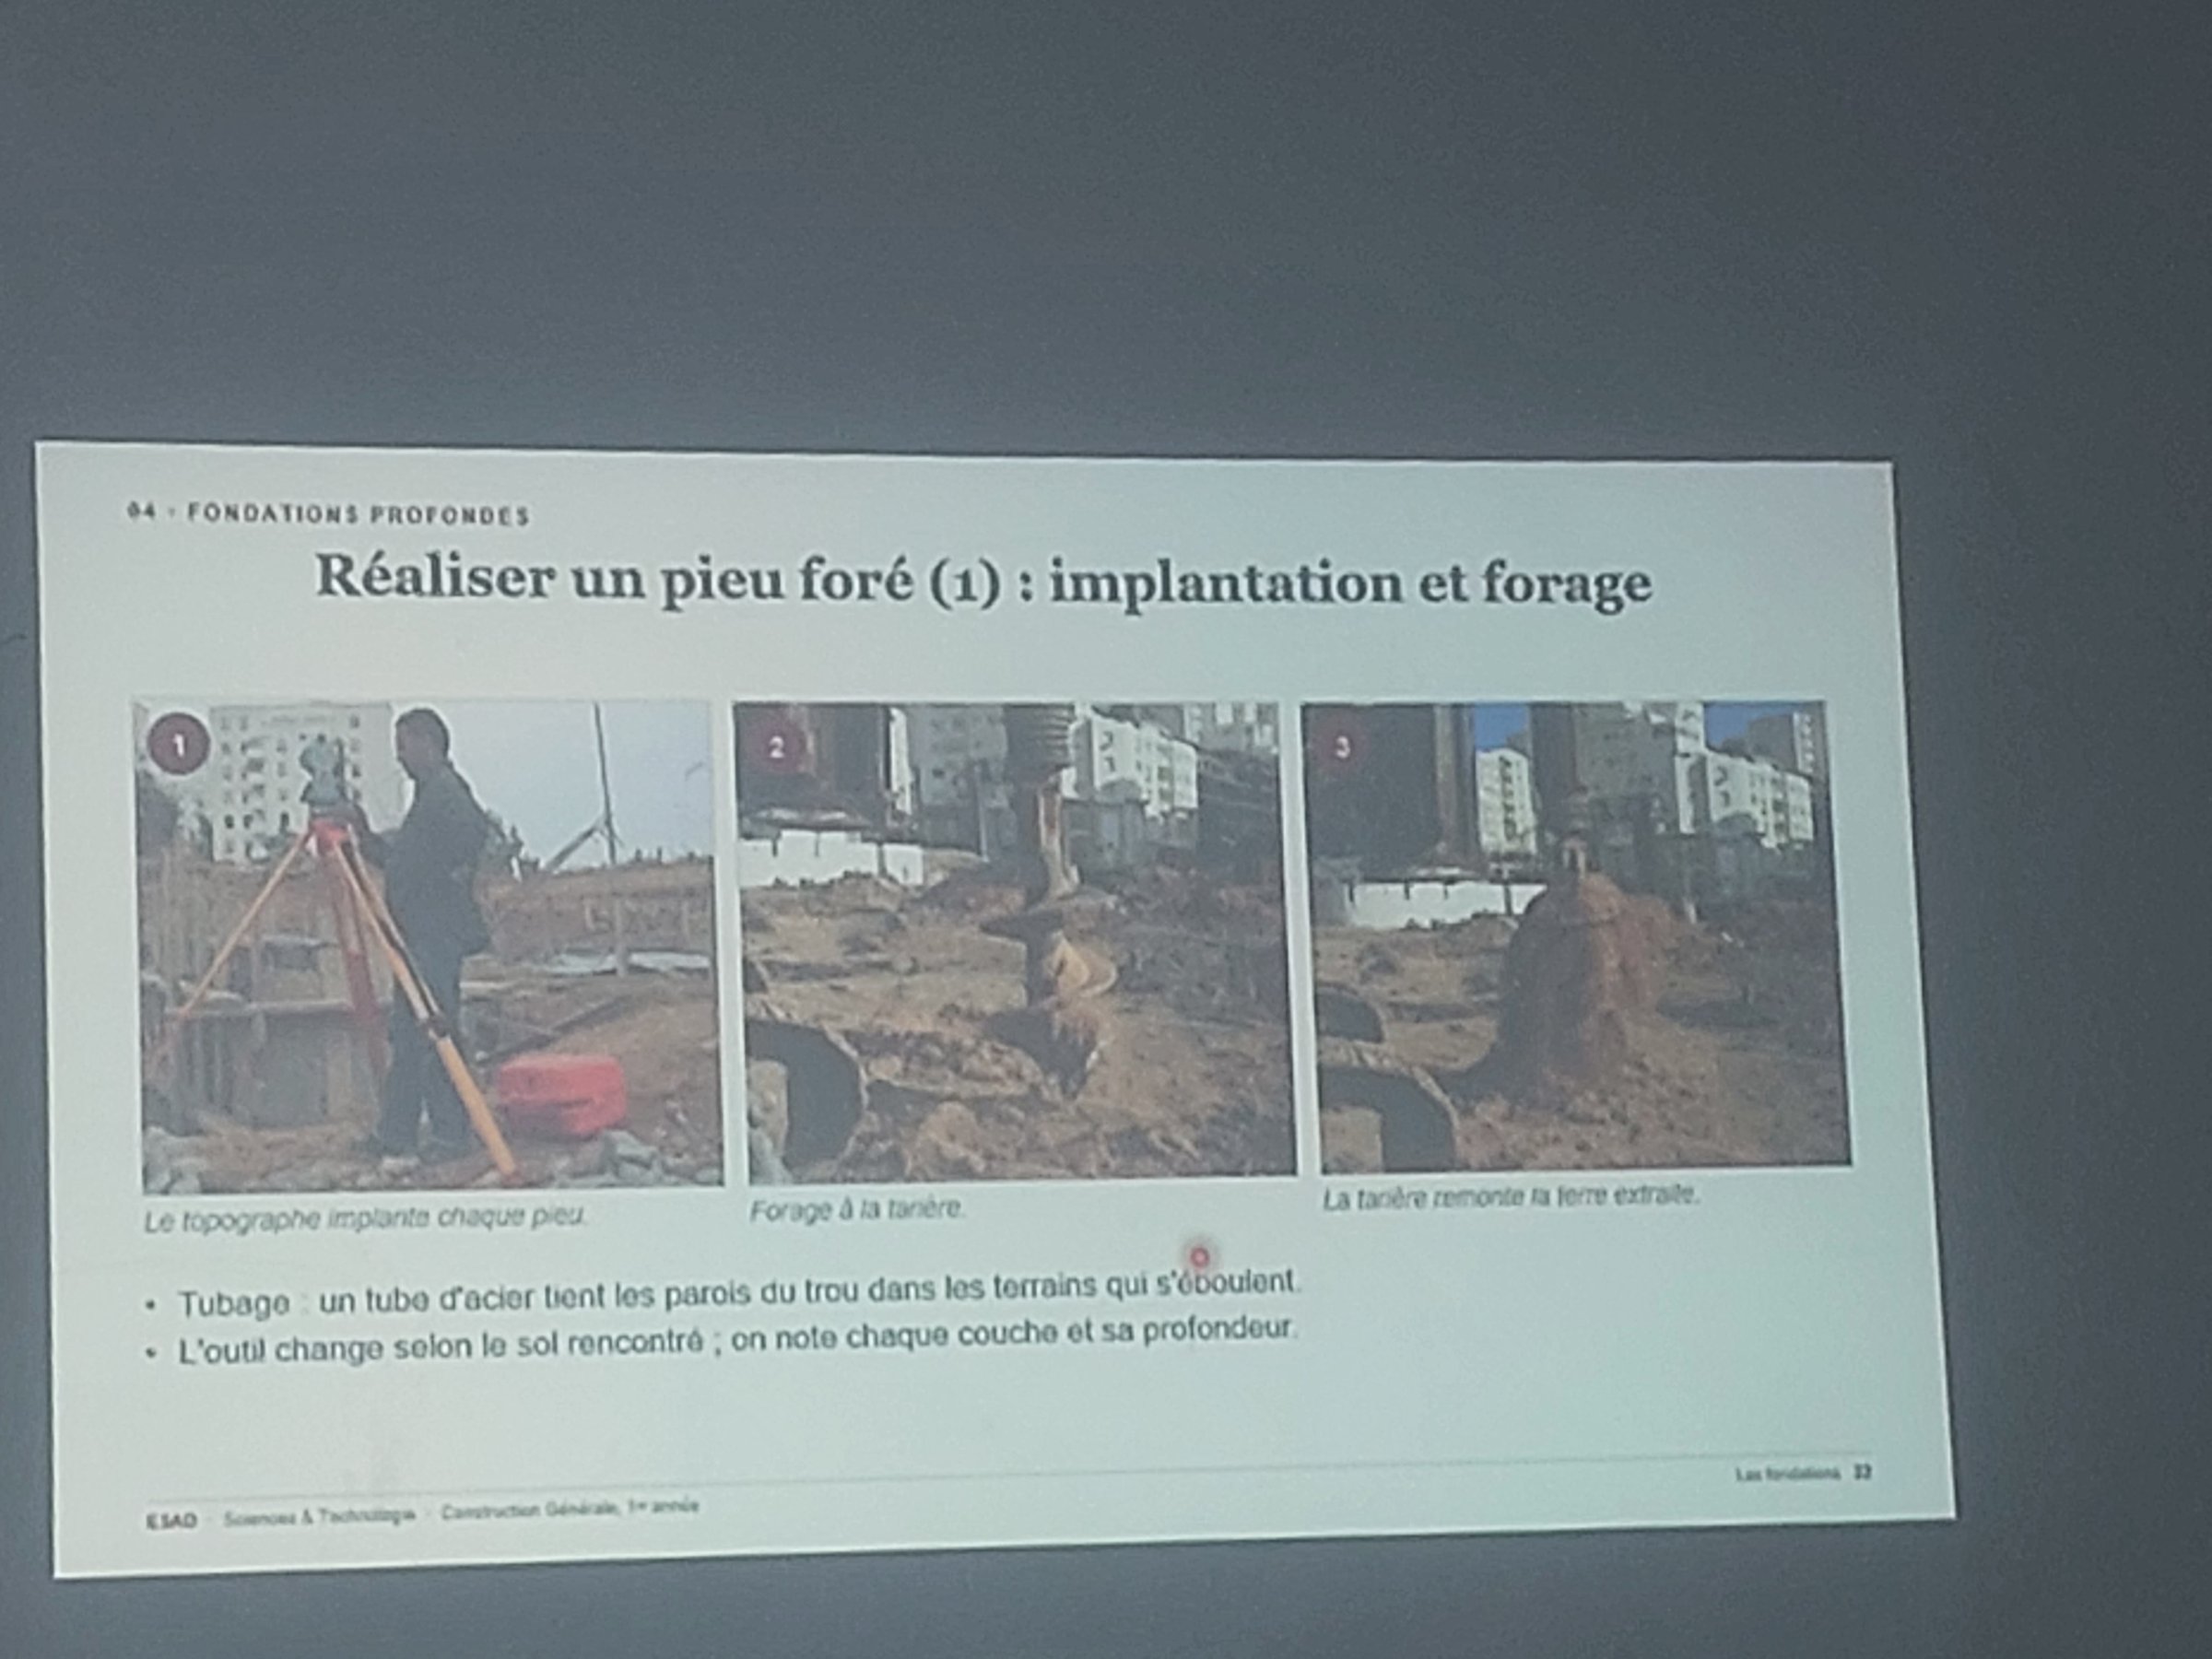 04 · FONDATIONS PROFONDES
Réaliser un pieu foré (1) : implantation et forage
1
2
3
Le topographe implante chaque pieu.
Forage à la tarière.
La tarière remonte la terre extraite.
• Tubage : un tube d'acier tient les parois du trou dans les terrains qui s'éboulent.
• L'outil change selon le sol rencontré ; on note chaque couche et sa profondeur.
Les fondations
Sciences & Technologie · Construction Générale, 1re année